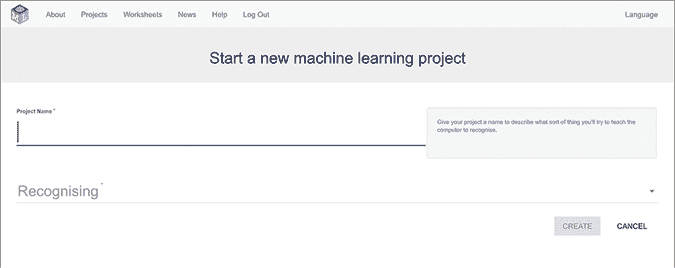 About Projects Worksheets News Help Log Out Language
Start a new machine learning project
Project Name *
Give your project a name to describe what sort of thing you'll try to teach the
computer to recognise.
Recognising *
CREATE CANCEL